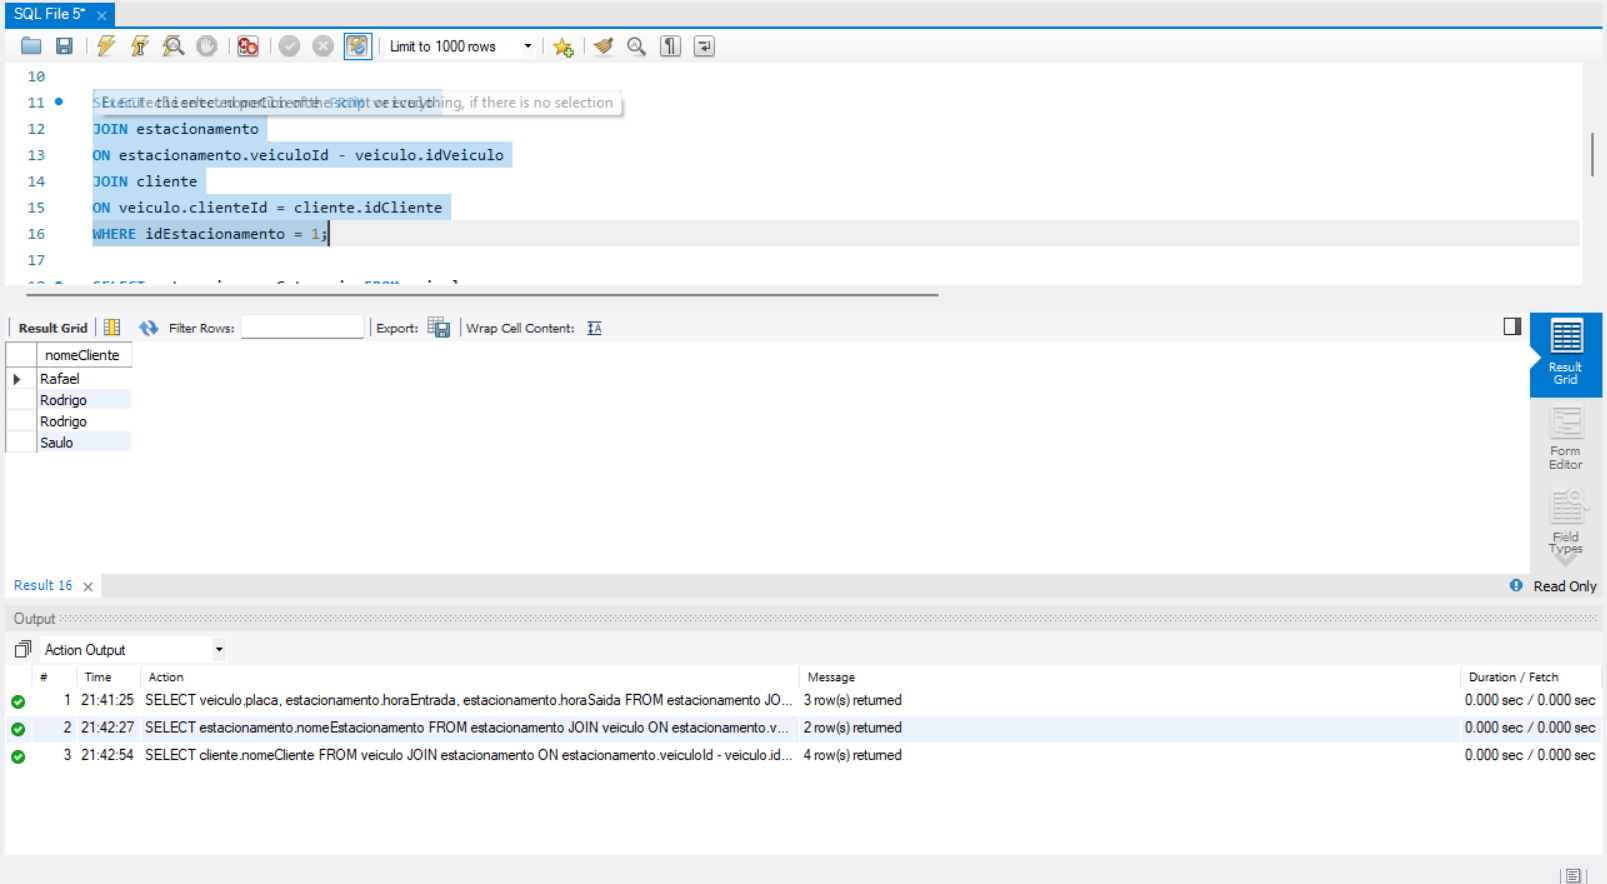 SQL File 5*
Limit to 1000 rows
10
11 SELECT cliente.nomeCliente FROM veiculo
Execute the selected portion of the script or everything, if there is no selection
12 JOIN estacionamento
13 ON estacionamento.veiculoId - veiculo.idVeiculo
14 JOIN cliente
15 ON veiculo.clienteId = cliente.idCliente
16 WHERE idEstacionamento = 1;
17
Result Grid Filter Rows: Export: Wrap Cell Content:
nomeCliente
Rafael
Rodrigo
Rodrigo
Saulo
Result
Grid
Form
Editor
Field
Types
Result 16 Read Only
Output
Action Output
# Time Action Message Duration / Fetch
1 21:41:25 SELECT veiculo.placa, estacionamento.horaEntrada, estacionamento.horaSaida FROM estacionamento JO... 3 row(s) returned 0.000 sec / 0.000 sec
2 21:42:27 SELECT estacionamento.nomeEstacionamento FROM estacionamento JOIN veiculo ON estacionamento.v... 2 row(s) returned 0.000 sec / 0.000 sec
3 21:42:54 SELECT cliente.nomeCliente FROM veiculo JOIN estacionamento ON estacionamento.veiculoId - veiculo.id... 4 row(s) returned 0.000 sec / 0.000 sec